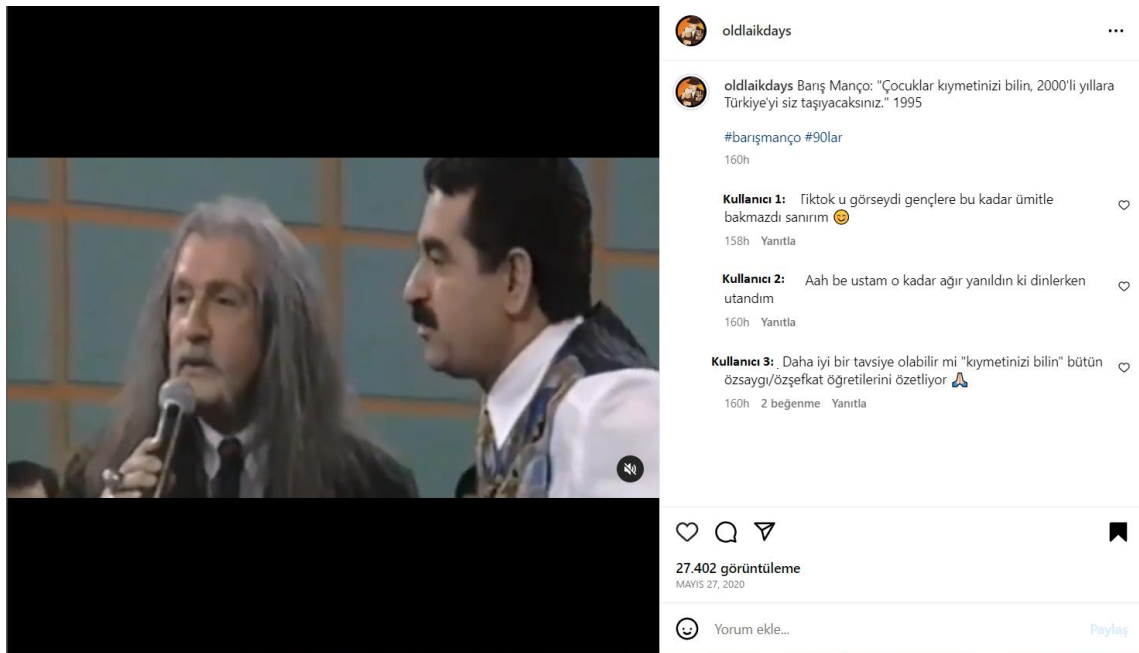 oldlaikdays
oldlaikdays Barış Manço: "Çocuklar kıymetinizi bilin, 2000'li yıllara
Türkiye'yi siz taşıyacaksınız." 1995
#barışmanço #90lar
160h
Kullanıcı 1: Tiktok u görseydi gençlere bu kadar ümitle
bakmazdı sanırım 😊
158h Yanıtla
Kullanıcı 2: Aah be ustam o kadar ağır yanıldın ki dinlerken
utandım
160h Yanıtla
Kullanıcı 3: Daha iyi bir tavsiye olabilir mi "kıymetinizi bilin" bütün
özsaygı/özşefkat öğretilerini özetliyor 🙏🏻
160h 2 beğenme Yanıtla
27.402 görüntüleme
MAYIS 27, 2020
Yorum ekle...
Paylaş